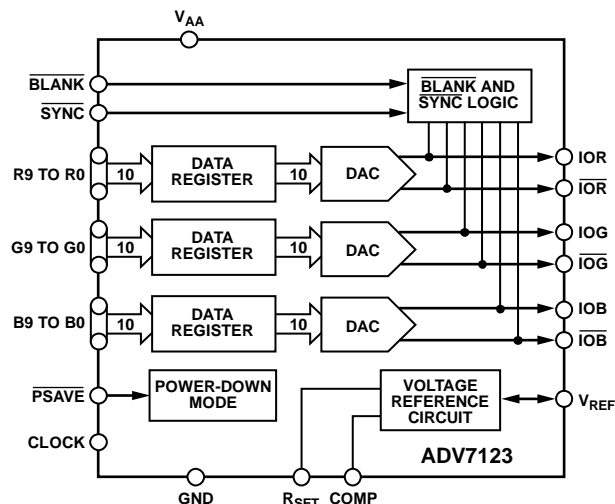 VAA
BLANK
SYNC
BLANK AND
SYNC LOGIC
R9 TO R0
10
DATA
REGISTER
10
DAC
IOR
IOR
G9 TO G0
10
DATA
REGISTER
10
DAC
IOG
IOG
B9 TO B0
10
DATA
REGISTER
10
DAC
IOB
IOB
PSAVE
POWER-DOWN
MODE
VOLTAGE
REFERENCE
CIRCUIT
VREF
CLOCK
ADV7123
GND
RSET
COMP